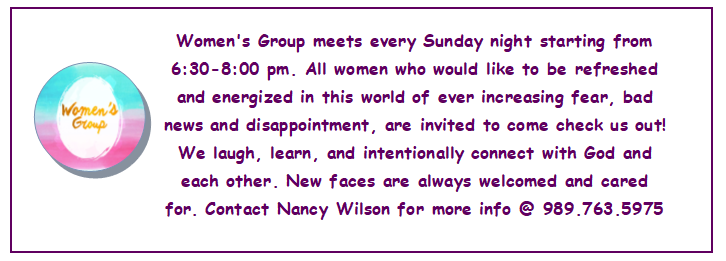 Women's
Group
Women's Group meets every Sunday night starting from
6:30-8:00 pm. All women who would like to be refreshed
and energized in this world of ever increasing fear, bad
news and disappointment, are invited to come check us out!
We laugh, learn, and intentionally connect with God and
each other. New faces are always welcomed and cared
for. Contact Nancy Wilson for more info @ 989.763.5975